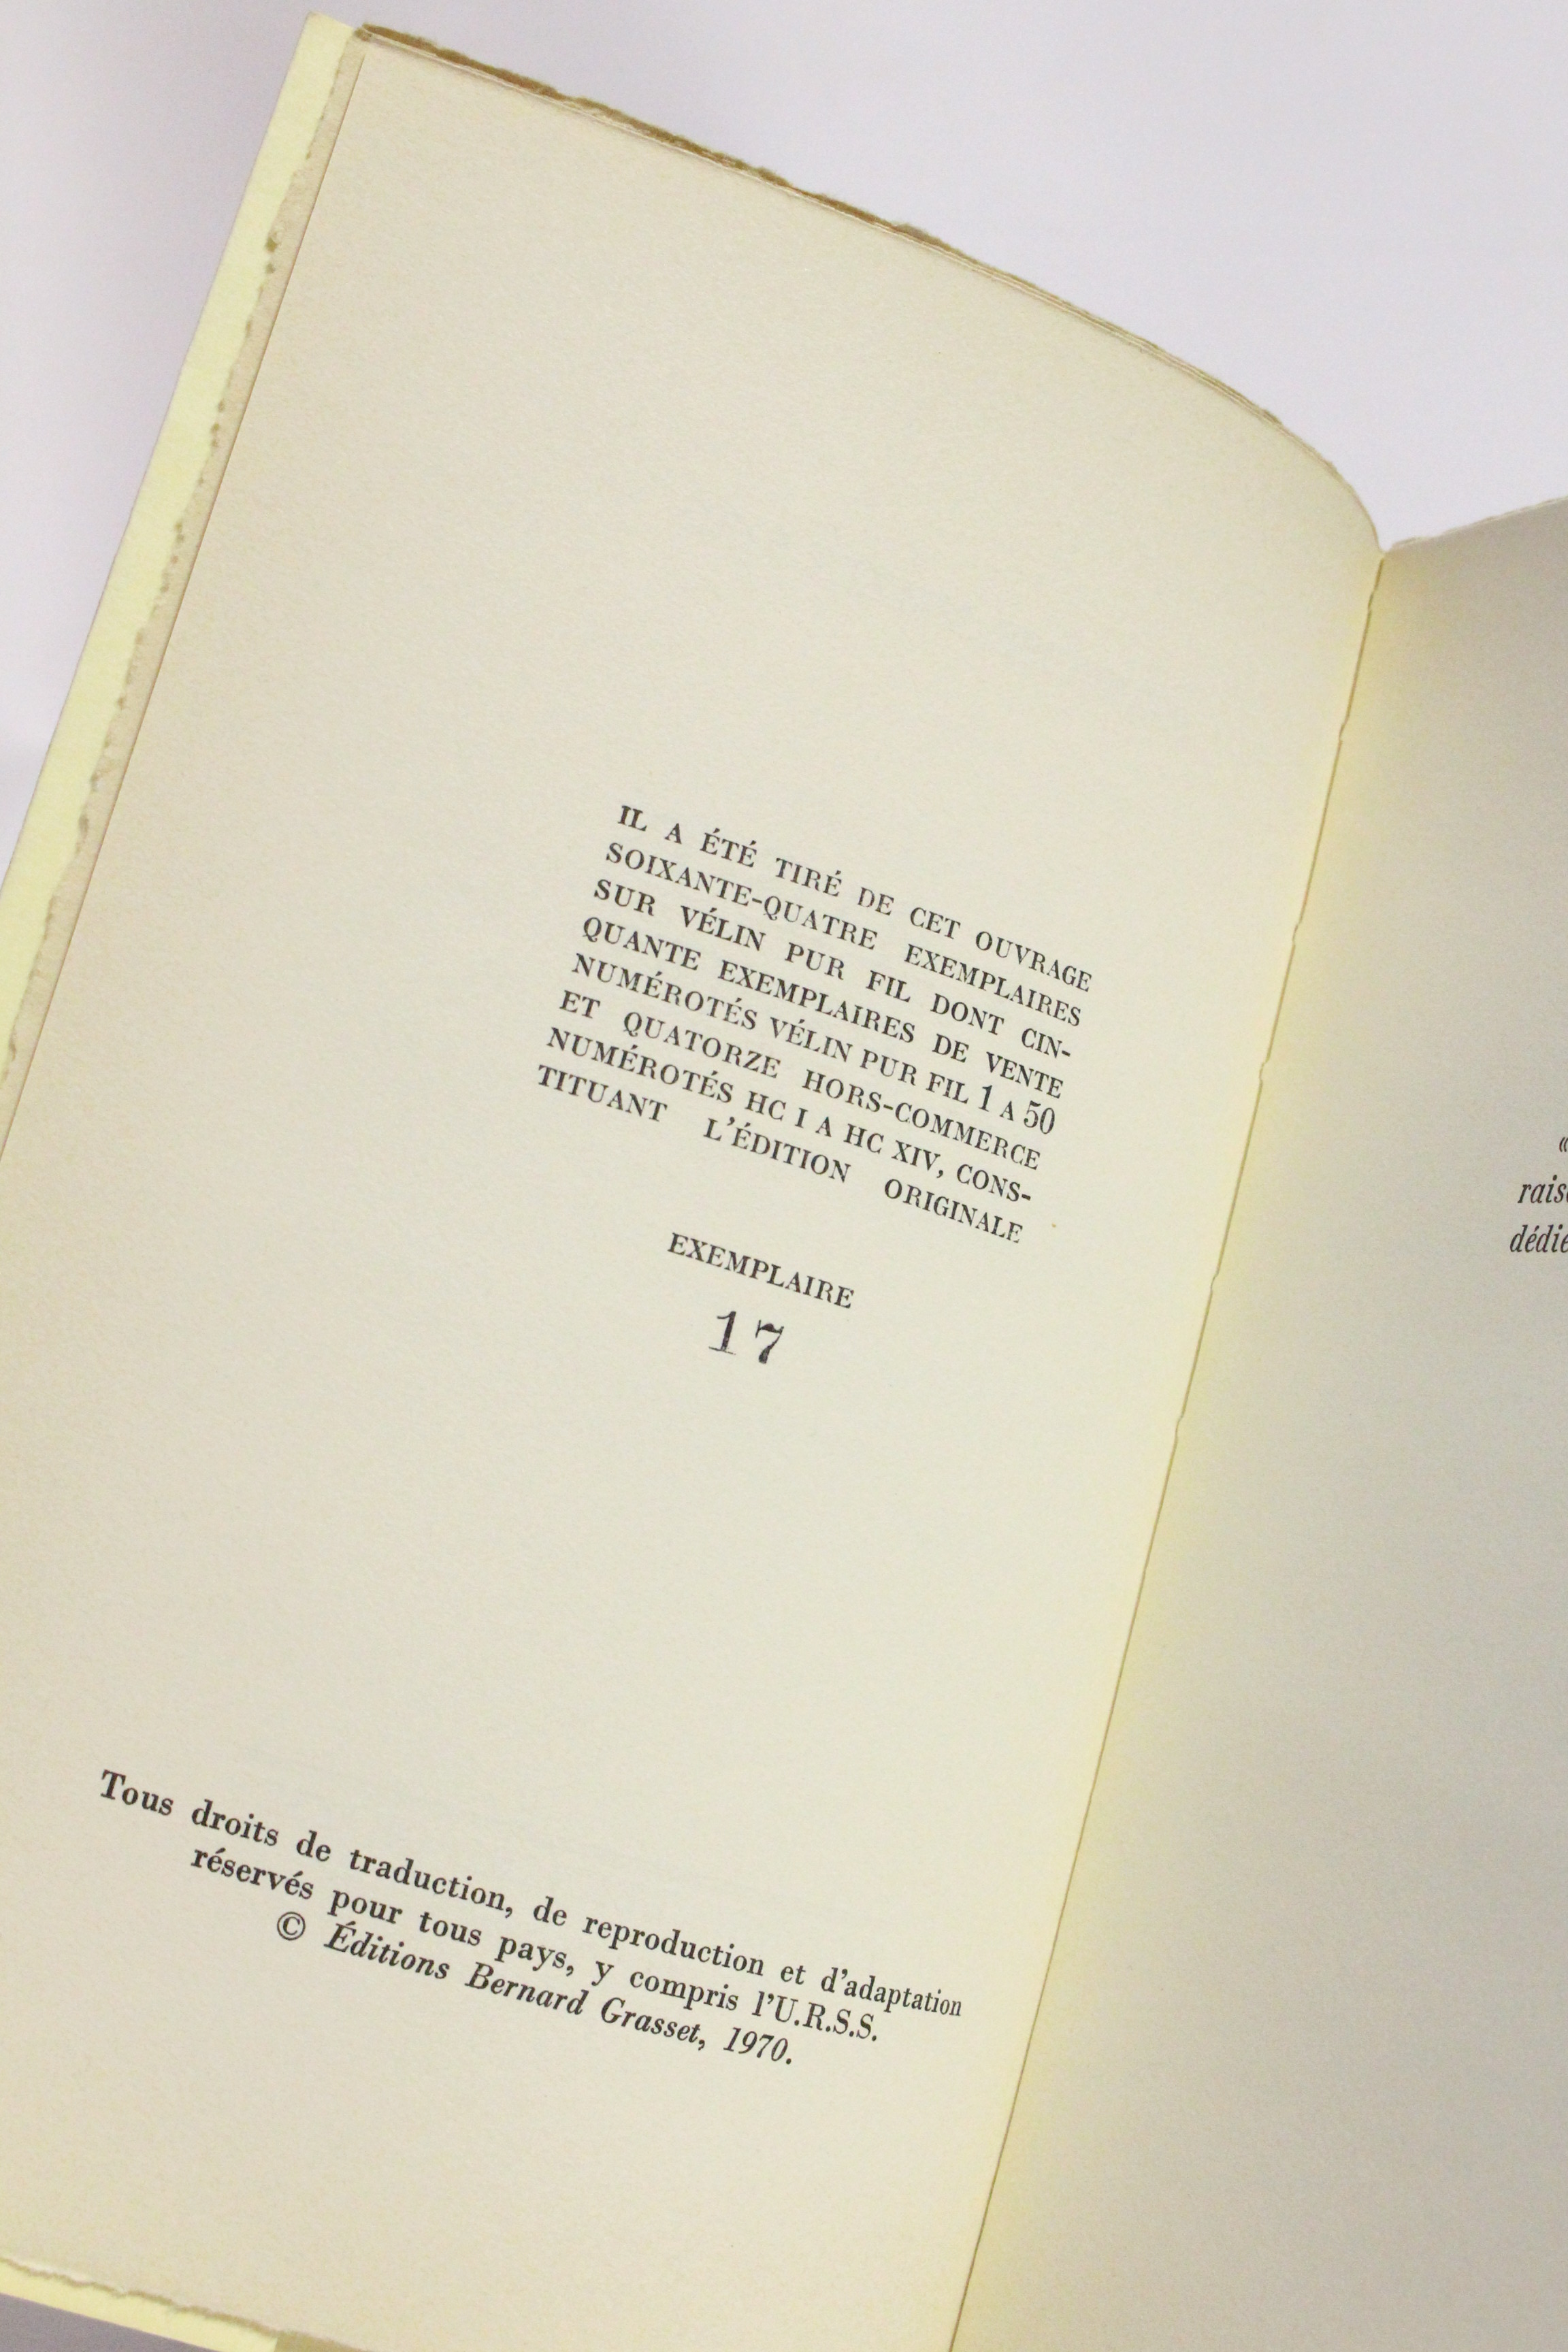 IL A ÉTÉ TIRÉ DE CET OUVRAGE
SOIXANTE-QUATRE EXEMPLAIRES
SUR VÉLIN PUR FIL DONT CIN-
QUANTE EXEMPLAIRES DE VENTE
NUMÉROTÉS VÉLIN PUR FIL 1 A 50
ET QUATORZE HORS-COMMERCE
NUMÉROTÉS HC I A HC XIV, CONS-
TITUANT L'ÉDITION ORIGINALE
EXEMPLAIRE
17
Tous droits de traduction, de reproduction et d'adaptation
réservés pour tous pays, y compris l'U.R.S.S.
© Éditions Bernard Grasset, 1970.
«